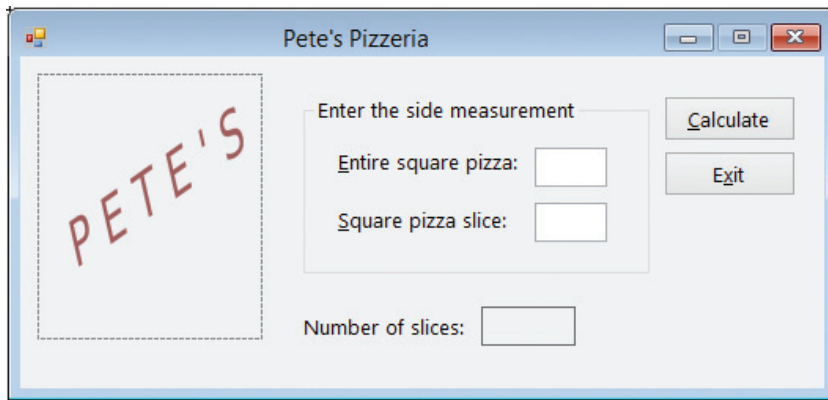 Pete's Pizzeria
PETE'S
Enter the side measurement
Entire square pizza:
Square pizza slice:
Number of slices:
Calculate
Exit